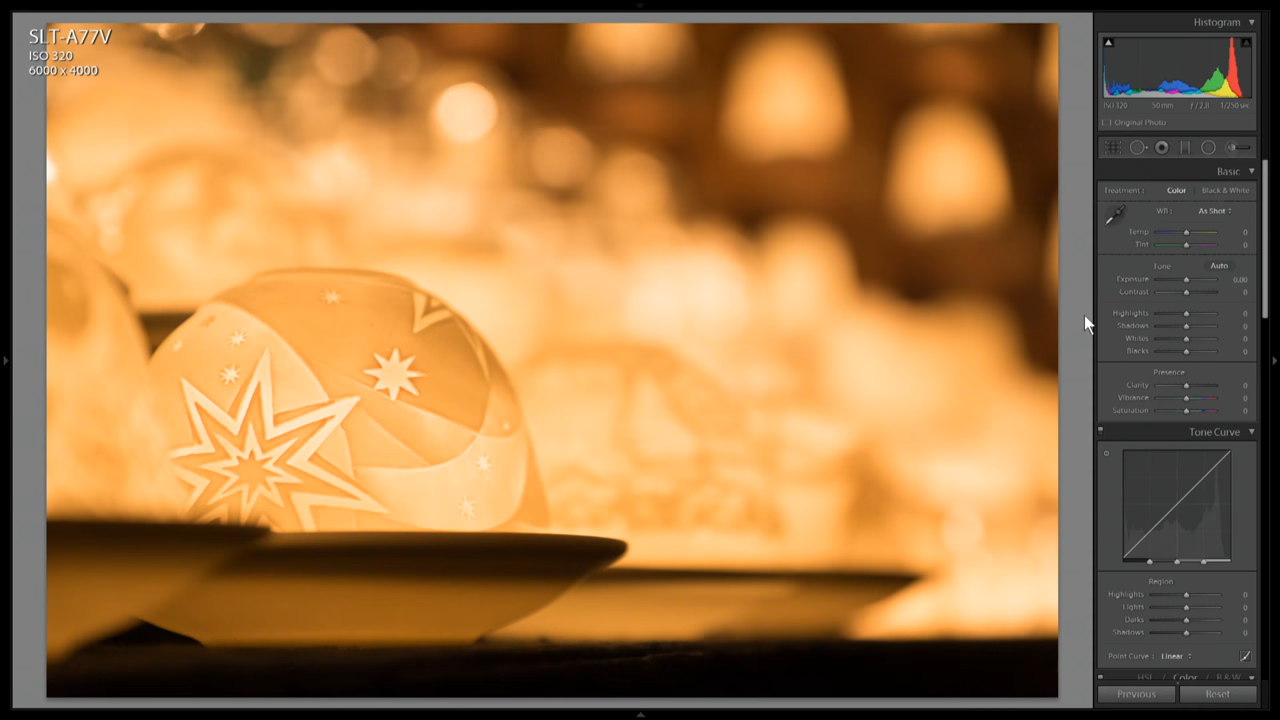 SLT-A77V
ISO 320
6000 x 4000
Histogram
ISO 320 50 mm f / 2.8 1/250 sec
Original Photo
Basic
Treatment : Color Black & White
WB : As Shot
Temp 0
Tint 0
Tone Auto
Exposure 0.00
Contrast 0
Highlights 0
Shadows 0
Whites 0
Blacks 0
Presence
Clarity 0
Vibrance 0
Saturation 0
Tone Curve
Region
Highlights 0
Lights 0
Darks 0
Shadows 0
Point Curve : Linear
HSL / Color / B & W
Previous Reset